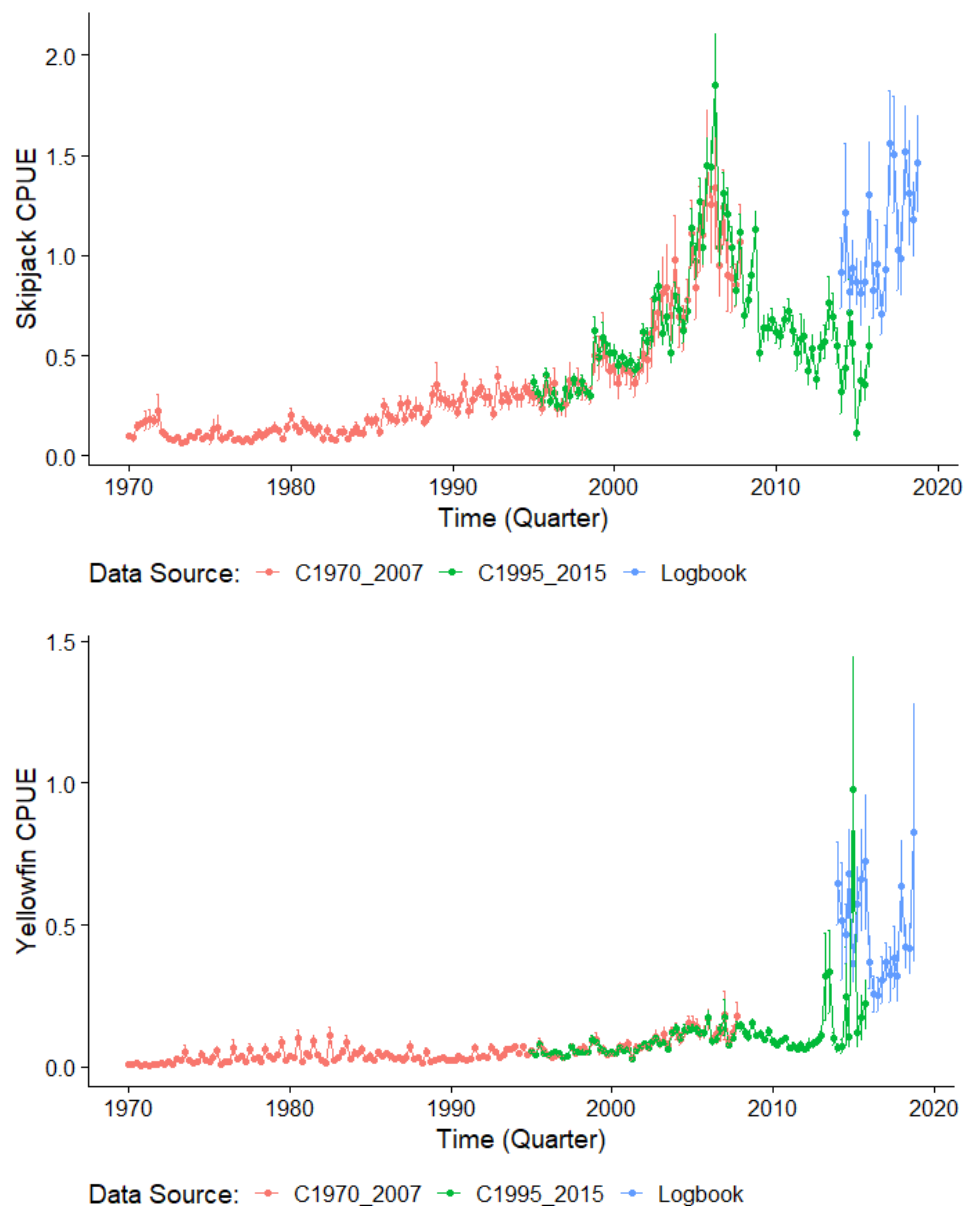 Skipjack CPUE
2.0
1.5
1.0
0.5
0.0
1970 1980 1990 2000 2010 2020
Time (Quarter)
Data Source: C1970_2007 C1995_2015 Logbook
Yellowfin CPUE
1.5
1.0
0.5
0.0
1970 1980 1990 2000 2010 2020
Time (Quarter)
Data Source: C1970_2007 C1995_2015 Logbook